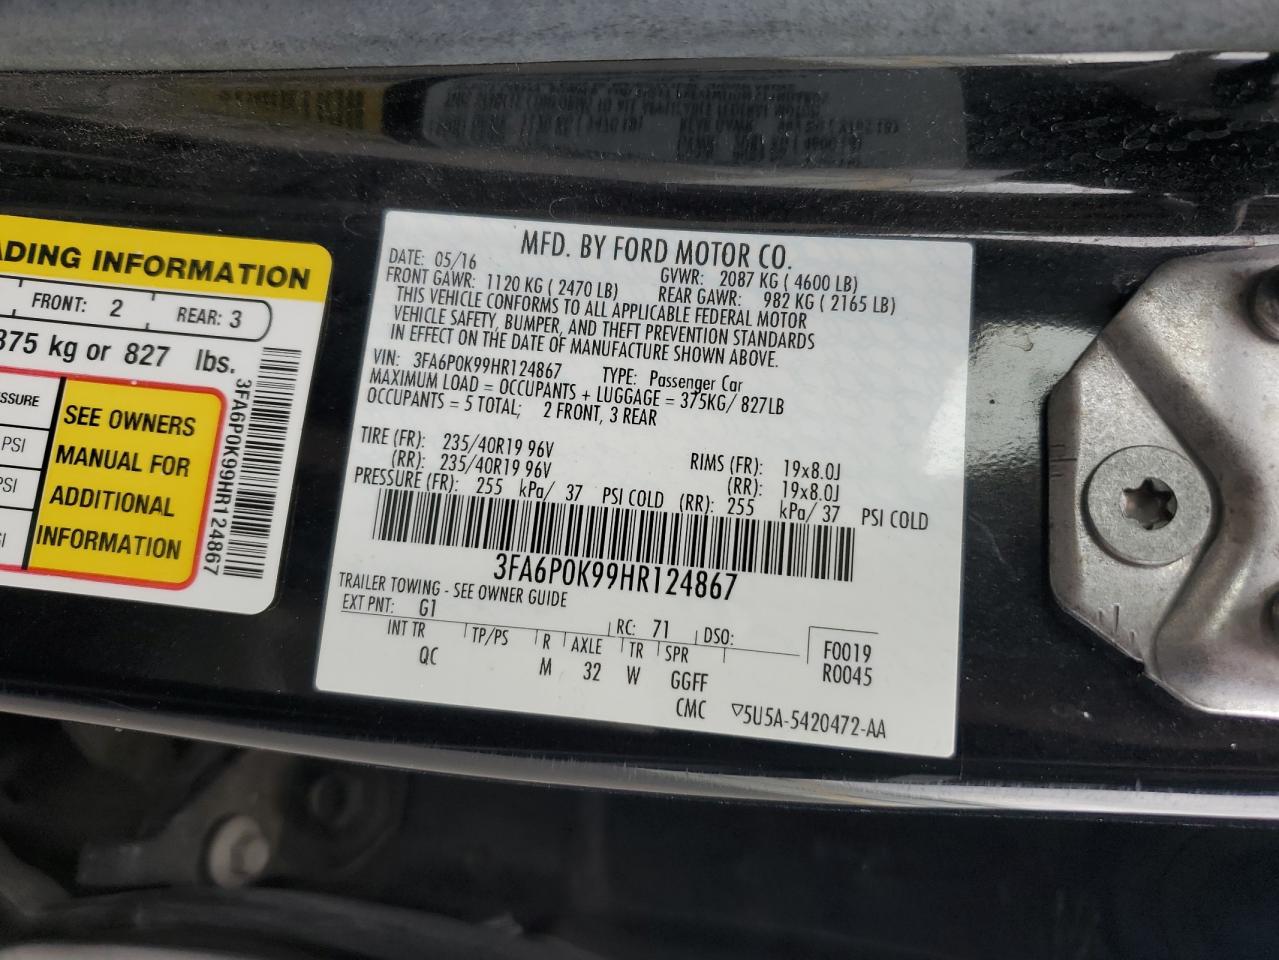 ADING INFORMATION
FRONT: 2 REAR: 3
375 kg or 827 lbs.
SSURE
PSI
PSI
SEE OWNERS
MANUAL FOR
ADDITIONAL
INFORMATION
3FA6P0K99HR124867
MFD. BY FORD MOTOR CO.
DATE: 05/16 GVWR: 2087 KG ( 4600 LB)
FRONT GAWR: 1120 KG ( 2470 LB) REAR GAWR: 982 KG ( 2165 LB)
THIS VEHICLE CONFORMS TO ALL APPLICABLE FEDERAL MOTOR
VEHICLE SAFETY, BUMPER, AND THEFT PREVENTION STANDARDS
IN EFFECT ON THE DATE OF MANUFACTURE SHOWN ABOVE.
VIN: 3FA6P0K99HR124867 TYPE: Passenger Car
MAXIMUM LOAD = OCCUPANTS + LUGGAGE = 375KG/ 827LB
OCCUPANTS = 5 TOTAL; 2 FRONT, 3 REAR
TIRE (FR): 235/40R19 96V RIMS (FR): 19x8.0J
(RR): 235/40R19 96V (RR): 19x8.0J
PRESSURE (FR): 255 kPa/ 37 PSI COLD (RR): 255 kPa/ 37 PSI COLD
3FA6P0K99HR124867
TRAILER TOWING - SEE OWNER GUIDE
EXT PNT: G1 RC: 71 DSO: F0019
INT TR TP/PS R AXLE TR SPR R0045
QC M 32 W GGFF
CMC ▽5U5A-5420472-AA